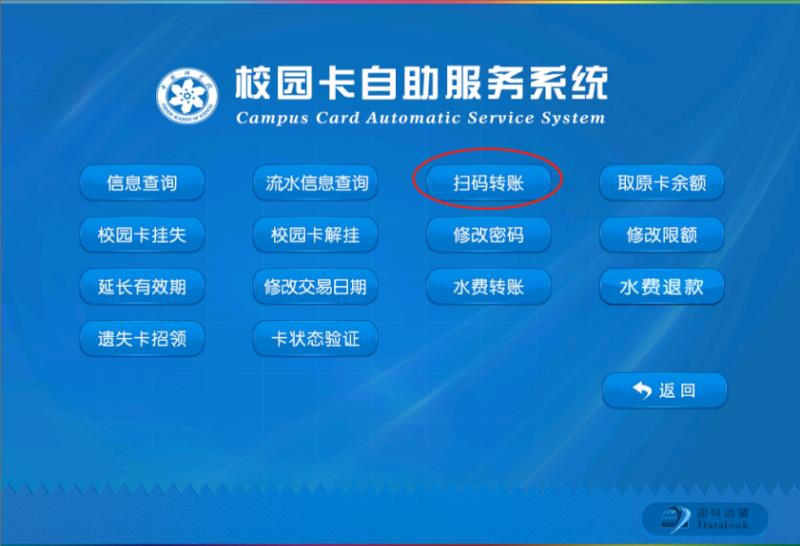 校园卡自助服务系统
Campus Card Automatic Service System
信息查询 流水信息查询 扫码转账 取原卡余额
校园卡挂失 校园卡解挂 修改密码 修改限额
延长有效期 修改交易日期 水费转账 水费退款
遗失卡招领 卡状态验证
返回
Datalook